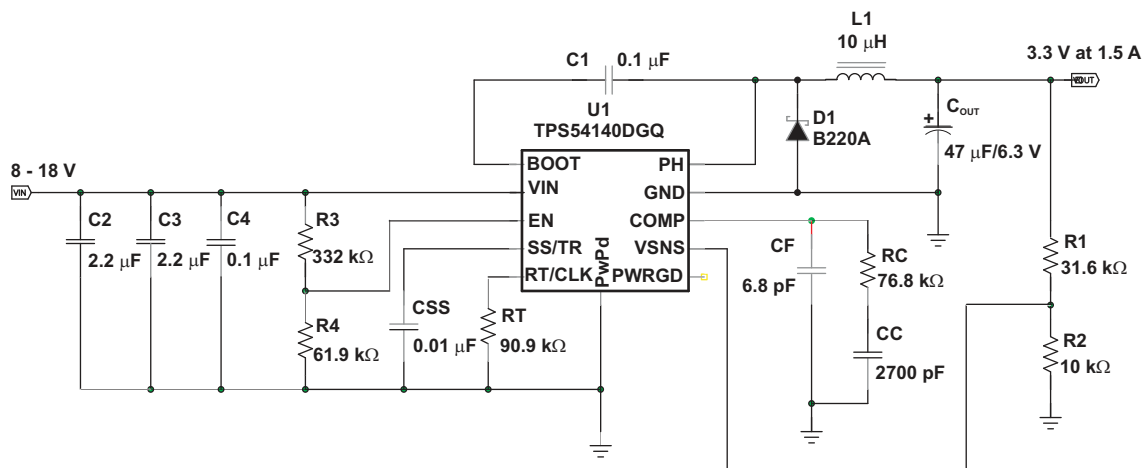 L1
10 μH
3.3 V at 1.5 A
C1
0.1 μF
U1
TPS54140DGQ
D1
B220A
COUT
47 μF/6.3 V
8 - 18 V
VIN
BOOT
PH
VIN
GND
EN
COMP
SS/TR
VSNS
RT/CLK
PwPd
PWRGD
C2
2.2 μF
C3
2.2 μF
C4
0.1 μF
R3
332 kΩ
R4
61.9 kΩ
CSS
0.01 μF
RT
90.9 kΩ
CF
6.8 pF
RC
76.8 kΩ
CC
2700 pF
R1
31.6 kΩ
R2
10 kΩ